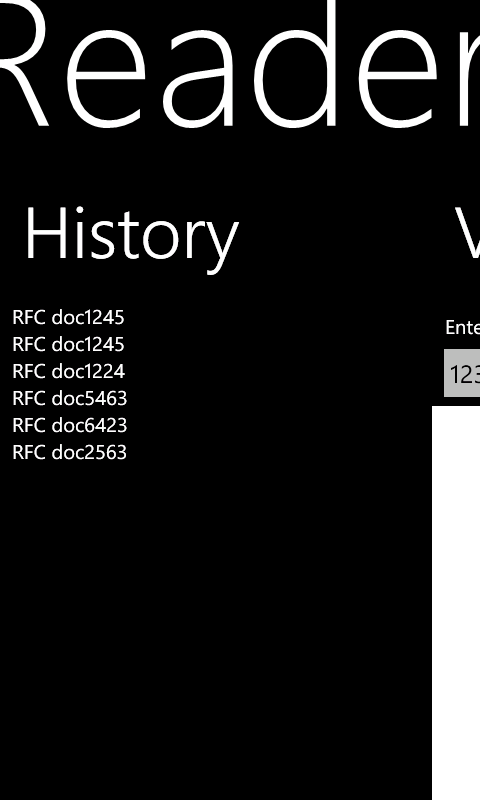 Reader
History
RFC doc1245
RFC doc1245
RFC doc1224
RFC doc5463
RFC doc6423
RFC doc2563
V
Ente
123